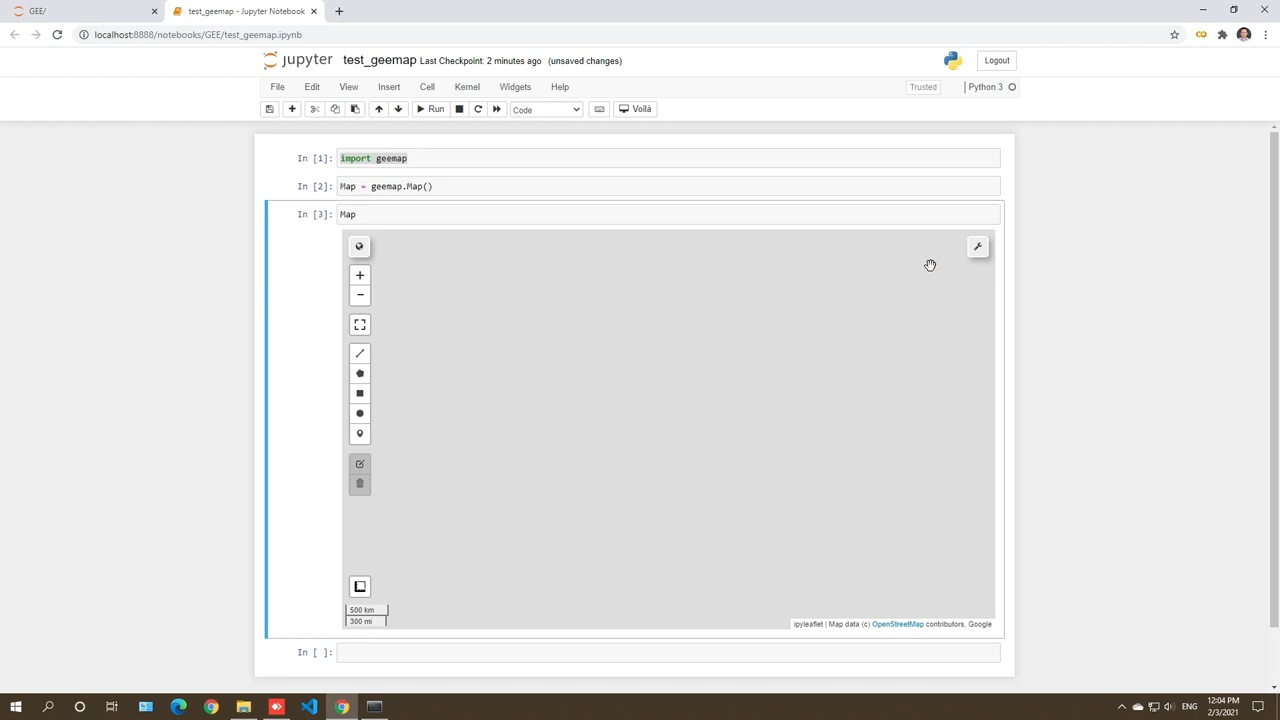 GEE/
test_geemap - Jupyter Notebook
localhost:8888/notebooks/GEE/test_geemap.ipynb
jupyter test_geemap Last Checkpoint: 2 minutes ago (unsaved changes)
Logout
File Edit View Insert Cell Kernel Widgets Help
Trusted
Python 3
Run
Code
Voilà
In [1]: import geemap
In [2]: Map = geemap.Map()
In [3]: Map
+
−
500 km
300 mi
ipyleaflet | Map data (c) OpenStreetMap contributors, Google
In [ ]:
ENG
12:04 PM
2/3/2021